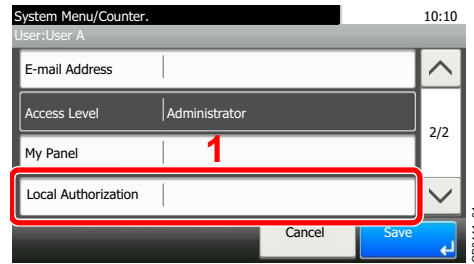 System Menu/Counter.
10:10
User:User A
E-mail Address
Access Level
Administrator
2/2
My Panel
1
Local Authorization
Cancel
Save